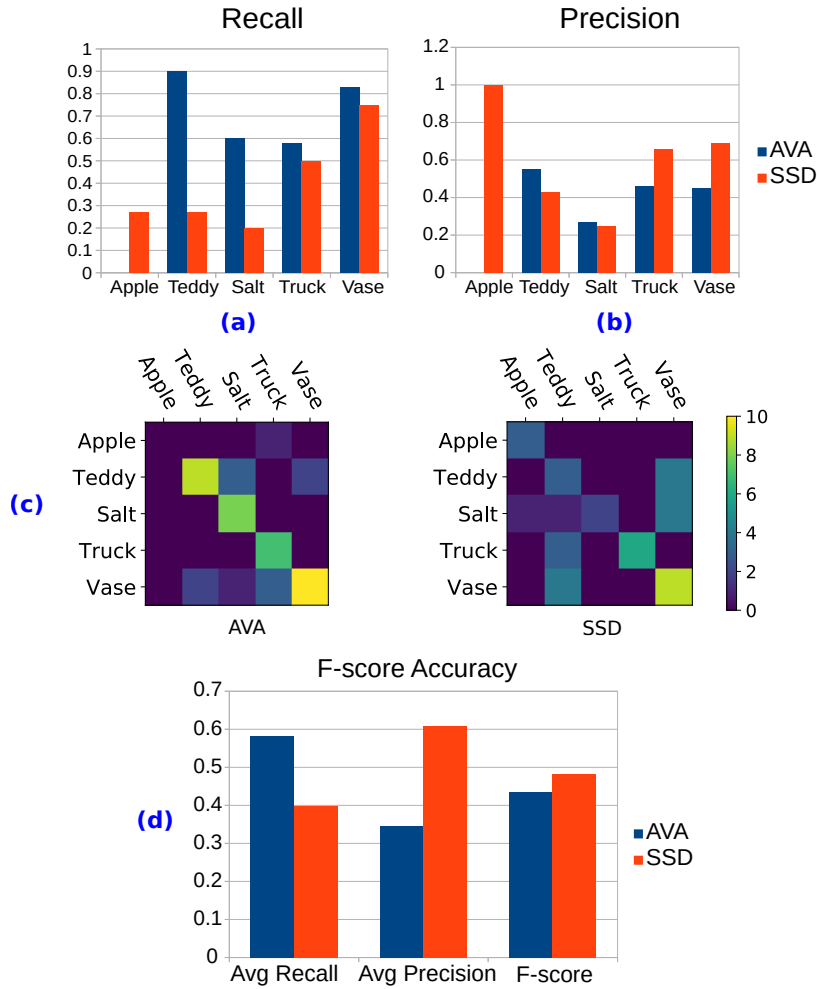 Recall
1
0.9
0.8
0.7
0.6
0.5
0.4
0.3
0.2
0.1
0
Apple Teddy Salt Truck Vase
(a)
Precision
1.2
1
0.8
0.6
0.4
0.2
0
Apple Teddy Salt Truck Vase
(b)
AVA
SSD
(c)
Apple Teddy Salt Truck Vase
Apple
Teddy
Salt
Truck
Vase
AVA
Apple Teddy Salt Truck Vase
Apple
Teddy
Salt
Truck
Vase
SSD
10
8
6
4
2
0
F-score Accuracy
(d)
0.7
0.6
0.5
0.4
0.3
0.2
0.1
0
Avg Recall Avg Precision F-score
AVA
SSD